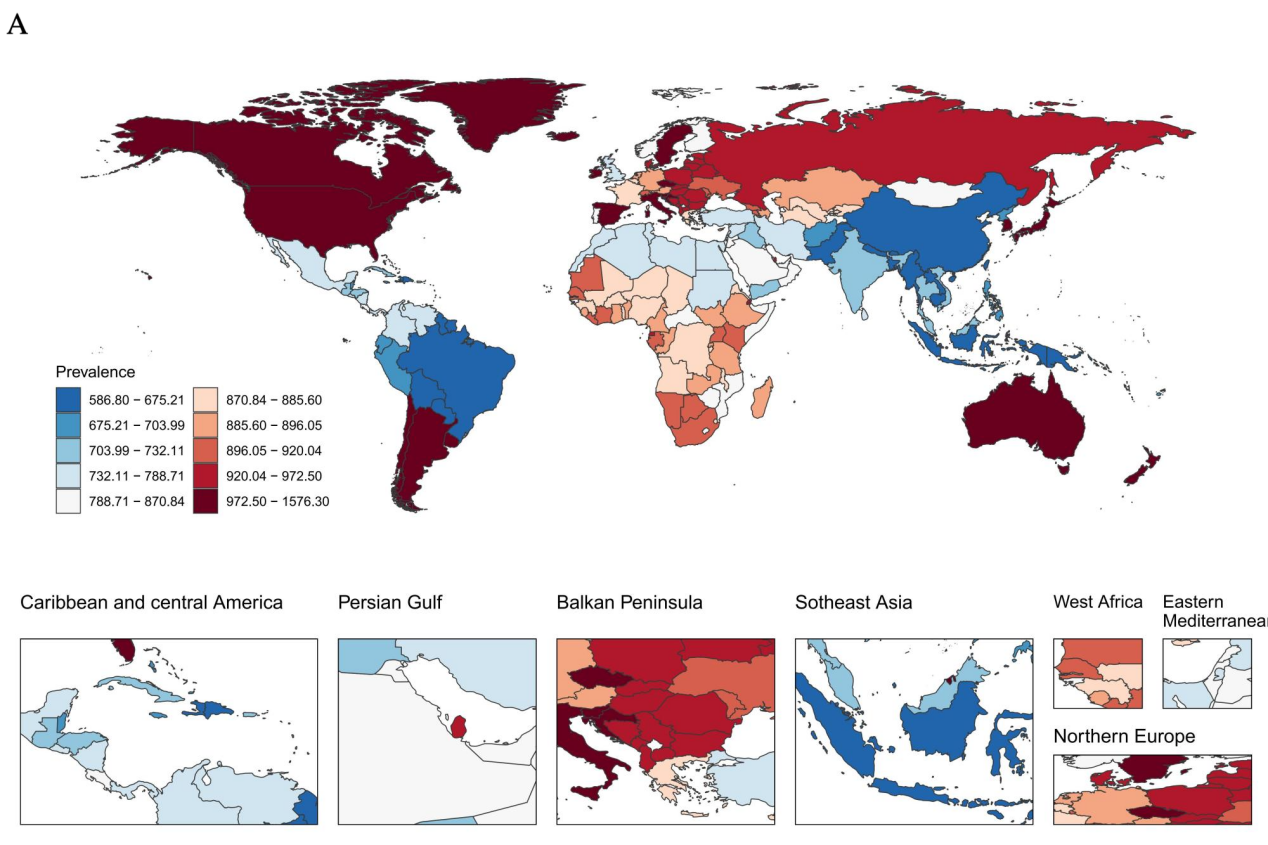 A
Prevalence
586.80 − 675.21
675.21 − 703.99
703.99 − 732.11
732.11 − 788.71
788.71 − 870.84
870.84 − 885.60
885.60 − 896.05
896.05 − 920.04
920.04 − 972.50
972.50 − 1576.30
Caribbean and central America
Persian Gulf
Balkan Peninsula
Sotheast Asia
West Africa
Eastern
Mediterranear
Northern Europe